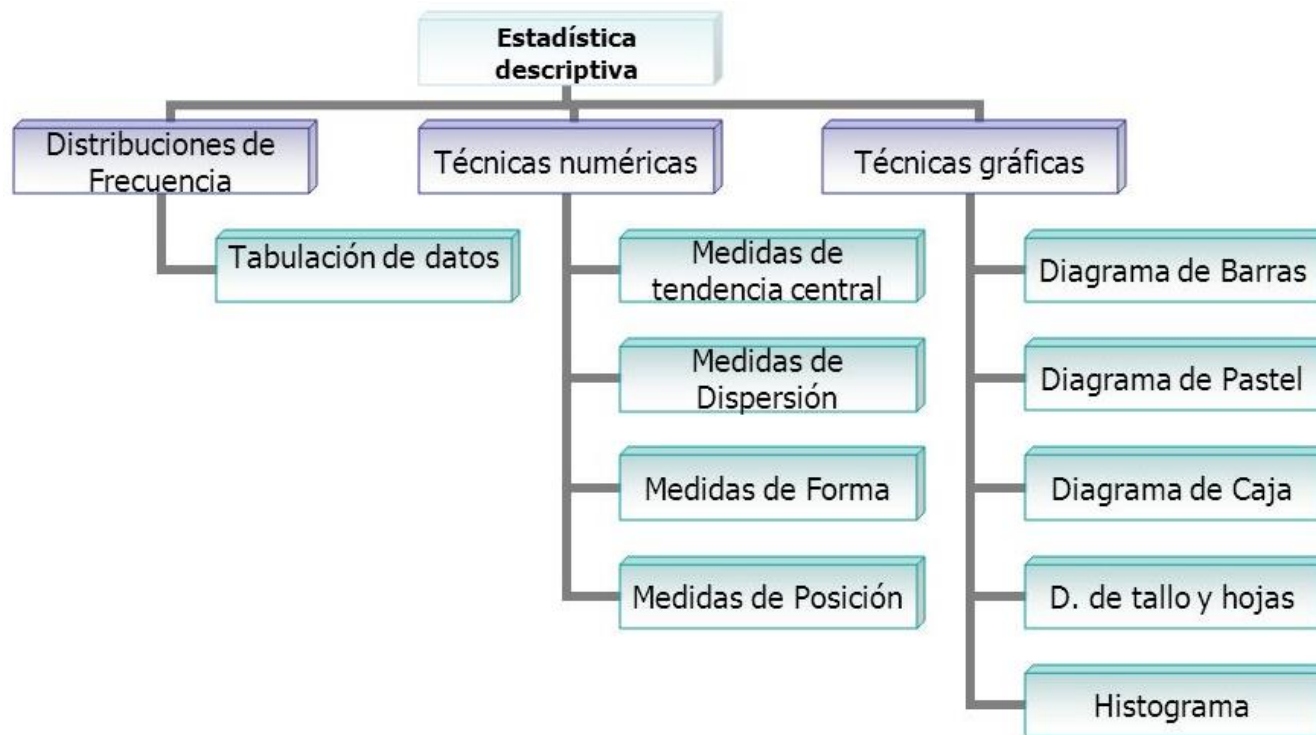 Estadística
descriptiva
Distribuciones de
Frecuencia
Técnicas numéricas
Técnicas gráficas
Tabulación de datos
Medidas de
tendencia central
Medidas de
Dispersión
Medidas de Forma
Medidas de Posición
Diagrama de Barras
Diagrama de Pastel
Diagrama de Caja
D. de tallo y hojas
Histograma